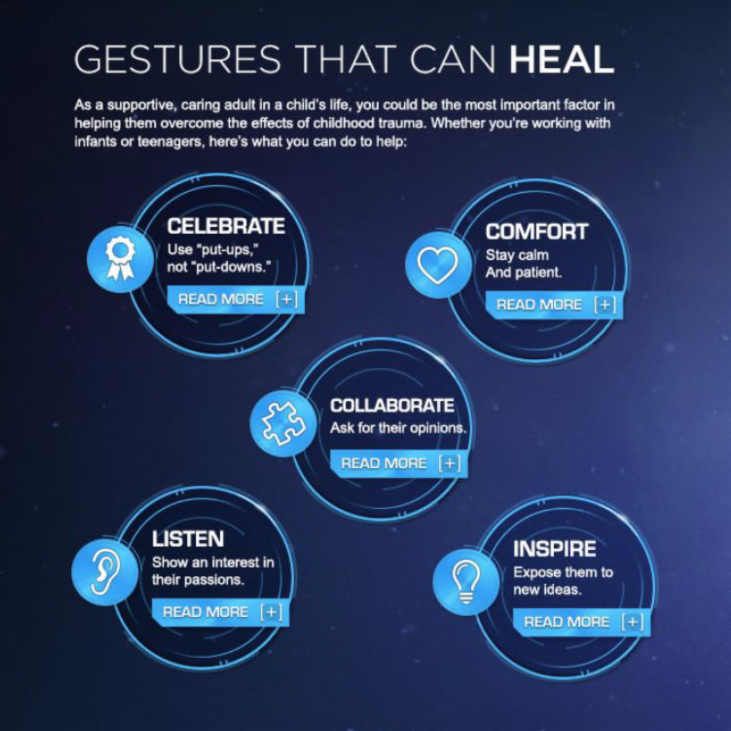 GESTURES THAT CAN HEAL
As a supportive, caring adult in a child's life, you could be the most important factor in
helping them overcome the effects of childhood trauma. Whether you're working with
infants or teenagers, here's what you can do to help:
CELEBRATE
Use "put-ups,"
not "put-downs."
READ MORE [+]
COMFORT
Stay calm
And patient.
READ MORE [+]
COLLABORATE
Ask for their opinions.
READ MORE [+]
LISTEN
Show an interest in
their passions.
READ MORE [+]
INSPIRE
Expose them to
new ideas.
READ MORE [+]